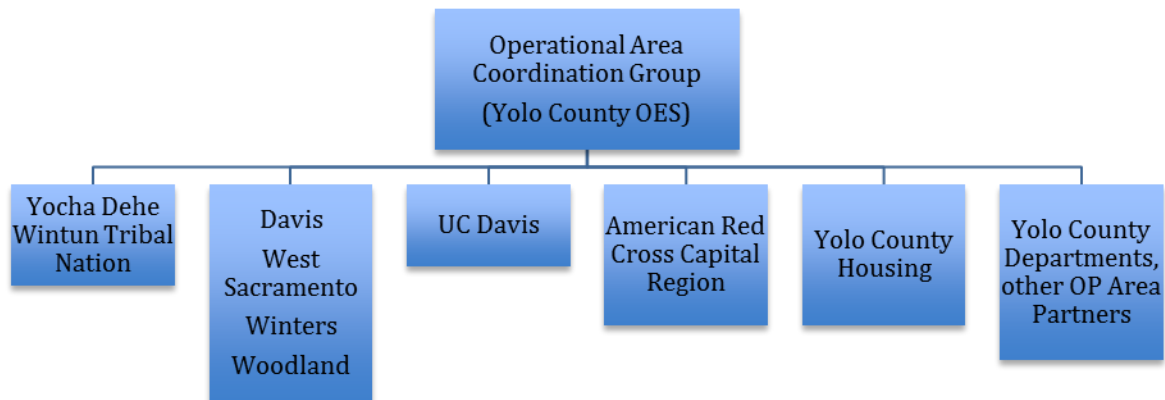 Operational Area
Coordination Group
(Yolo County OES)
Yocha Dehe
Wintun Tribal
Nation
Davis
West
Sacramento
Winters
Woodland
UC Davis
American Red
Cross Capital
Region
Yolo County
Housing
Yolo County
Departments,
other OP Area
Partners